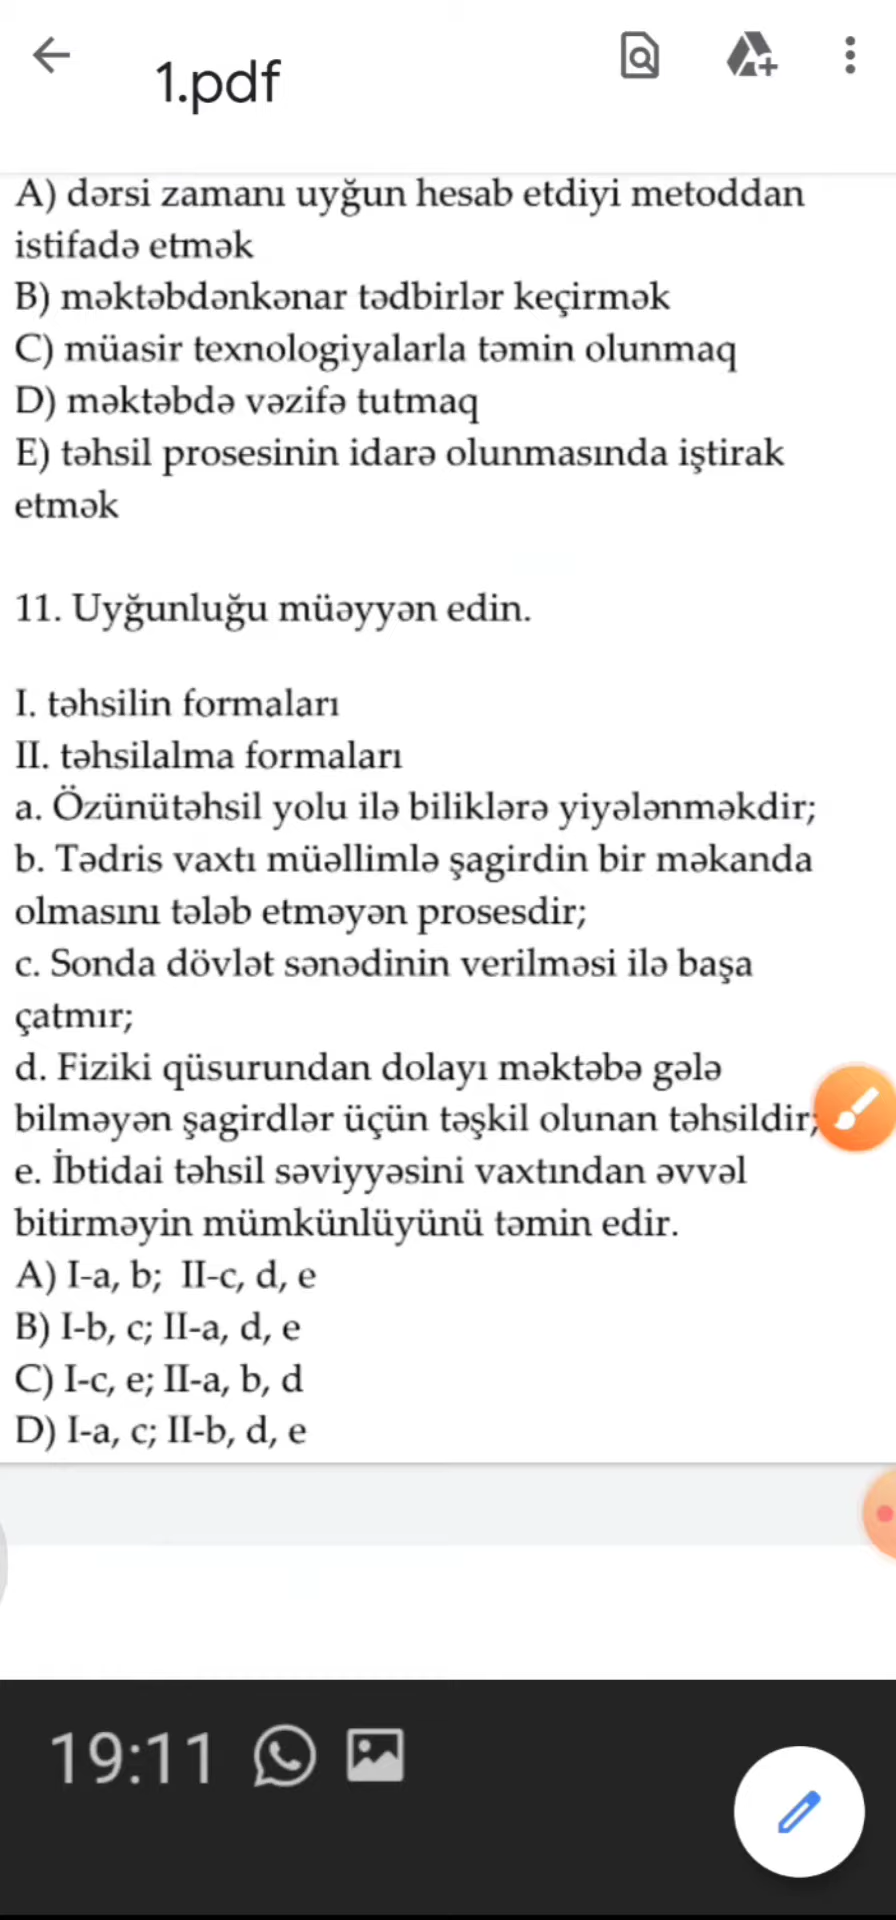 1.pdf
A) dərsi zamanı uyğun hesab etdiyi metoddan
istifadə etmək
B) məktəbdənkənar tədbirlər keçirmək
C) müasir texnologiyalarla təmin olunmaq
D) məktəbdə vəzifə tutmaq
E) təhsil prosesinin idarə olunmasında iştirak
etmək
11. Uyğunluğu müəyyən edin.
I. təhsilin formaları
II. təhsilalma formaları
a. Özünütəhsil yolu ilə biliklərə yiyələnməkdir;
b. Tədris vaxtı müəllimlə şagirdin bir məkanda
olmasını tələb etməyən prosesdir;
c. Sonda dövlət sənədinin verilməsi ilə başa
çatmır;
d. Fiziki qüsurundan dolayı məktəbə gələ
bilməyən şagirdlər üçün təşkil olunan təhsildir;
e. İbtidai təhsil səviyyəsini vaxtından əvvəl
bitirməyin mümkünlüyünü təmin edir.
A) I-a, b; II-c, d, e
B) I-b, c; II-a, d, e
C) I-c, e; II-a, b, d
D) I-a, c; II-b, d, e
19:11